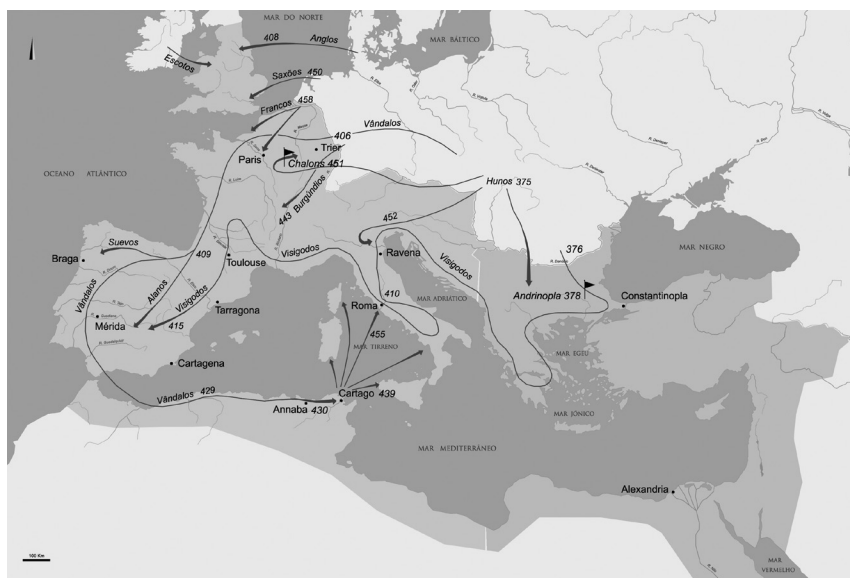 MAR DO NORTE
408
Anglos
MAR BÁLTICO
Escotos
Saxões 450
Francos 458
406
Vândalos
Trier
Paris
Chalons 451
OCEANO ATLÂNTICO
Burgúndios
443
Hunos 375
452
376
MAR NEGRO
Suevos
409
Braga
Toulouse
Visigodos
Ravena
Visigodos
Andrinopla 378
Constantinopla
Vândalos
Alanos
Visigodos
410
MAR ADRIÁTICO
Roma
Mérida
415
Tarragona
455
MAR TIRRENO
MAR EGEU
Cartagena
Vândalos 429
Cartago 439
Annaba 430
MAR JÓNICO
MAR MEDITERRÁNEO
Alexandria
MAR
VERMELHO
100 Km